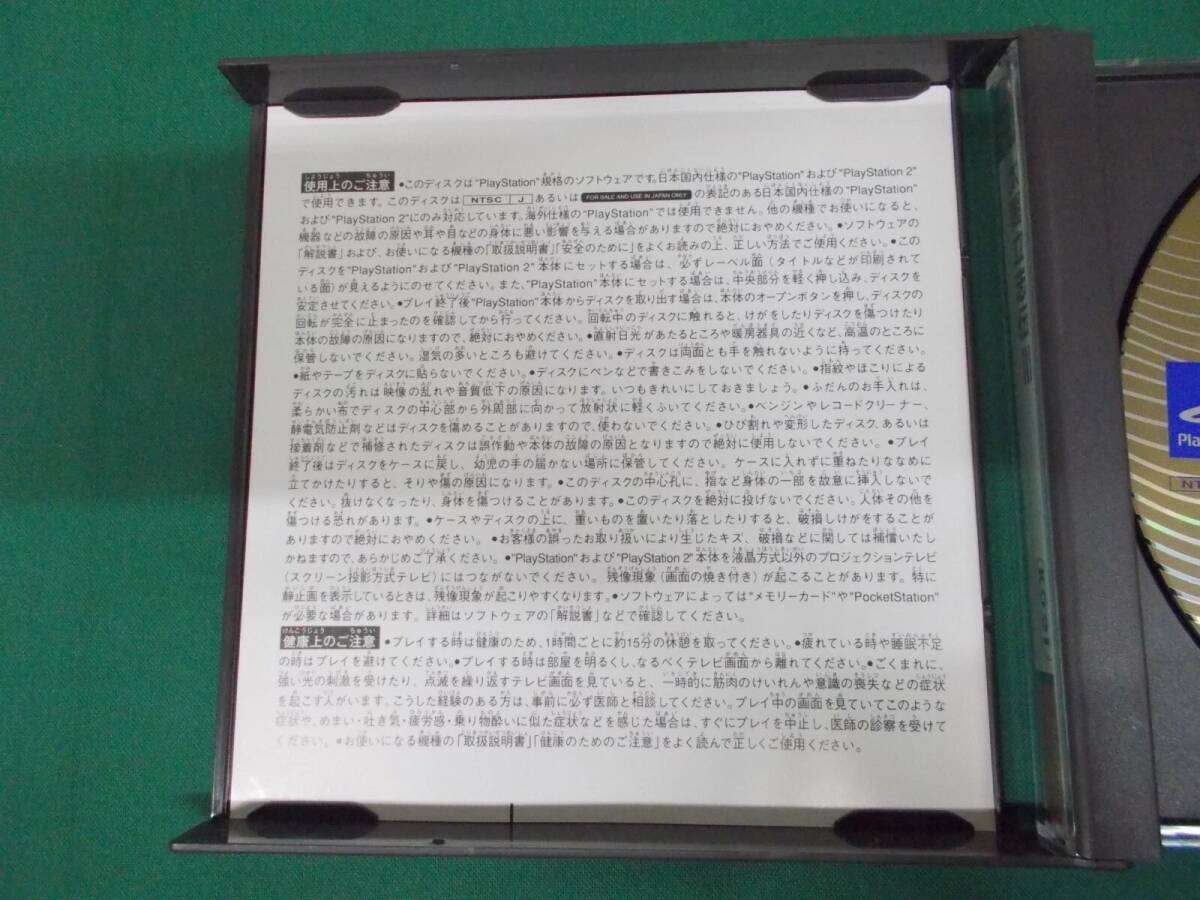 使用上のご注意 ●このディスクは"PlayStation"規格のソフトウェアです。日本国内仕様の"PlayStation"および"PlayStation 2"
で使用できます。このディスクは NTSC J あるいは FOR SALE AND USE IN JAPAN ONLY の表記のある日本国内仕様の"PlayStation"
および"PlayStation 2"にのみ対応しています。海外仕様の"PlayStation"では使用できません。他の機種でお使いになると、
機器などの故障の原因や耳や目などの身体に悪い影響を与える場合がありますので絶対におやめください。●ソフトウェアの
「解説書」および、お使いになる機種の「取扱説明書」「安全のために」をよくお読みの上、正しい方法でご使用ください。●この
ディスクを"PlayStation"および"PlayStation 2"本体にセットする場合は、必ずレーベル面(タイトルなどが印刷されて
いる面)が見えるようにのせてください。また、"PlayStation"本体にセットする場合は、中央部分を軽く押し込み、ディスクを
安定させてください。●プレイ終了後"PlayStation"本体からディスクを取り出す場合は、本体のオープンボタンを押し、ディスクの
回転が完全に止まったのを確認してから行ってください。回転中のディスクに触れると、けがをしたりディスクを傷つけたり
本体の故障の原因になりますので、絶対におやめください。●直射日光があたるところや暖房器具の近くなど、高温のところに
保管しないでください。湿気の多いところも避けてください。●ディスクは両面とも手を触れないように持ってください。
●紙やテープをディスクに貼らないでください。●ディスクにペンなどで書きこみをしないでください。●指紋やほこりによる
ディスクの汚れは映像の乱れや音質低下の原因になります。いつもきれいにしておきましょう。●ふだんのお手入れは、
柔らかい布でディスクの中心部から外周部に向かって放射状に軽くふいてください。●ベンジンやレコードクリーナー、
静電気防止剤などはディスクを傷めることがありますので、使わないでください。●ひび割れや変形したディスク、あるいは
接着剤などで補修されたディスクは誤作動や本体の故障の原因となりますので絶対に使用しないでください。●プレイ
終了後はディスクをケースに戻し、幼児の手の届かない場所に保管してください。ケースに入れずに重ねたりななめに
立てかけたりすると、そりや傷の原因になります。●このディスクの中心孔に、指など身体の一部を故意に挿入しないで
ください。抜けなくなったり、身体を傷つけることがあります。●このディスクを絶対に投げないでください。人体その他を
傷つける恐れがあります。●ケースやディスクの上に、重いものを置いたり落としたりすると、破損しけがをすることが
ありますので絶対におやめください。●お客様の誤ったお取り扱いにより生じたキズ、破損などに関しては補償いたし
かねますので、あらかじめご了承ください。●"PlayStation"および"PlayStation 2"本体を液晶方式以外のプロジェクションテレビ
(スクリーン投影方式テレビ)にはつながないでください。残像現象(画面の焼き付き)が起こることがあります。特に
静止画を表示しているときは、残像現象が起こりやすくなります。●ソフトウェアによっては"メモリーカード"や"PocketStation"
が必要な場合があります。詳細はソフトウェアの「解説書」などで確認してください。
健康上のご注意 ●プレイする時は健康のため、1時間ごとに約15分の休憩を取ってください。●疲れている時や睡眠不足
の時はプレイを避けてください。●プレイする時は部屋を明るくし、なるべくテレビ画面から離れてください。●ごくまれに、
強い光の刺激を受けたり、点滅を繰り返すテレビ画面を見ていると、一時的に筋肉のけいれんや意識の喪失などの症状
を起こす人がいます。こうした経験のある方は、事前に必ず医師と相談してください。プレイ中の画面を見ていてこのような
症状や、めまい・吐き気・疲労感・乗り物酔いに似た症状などを感じた場合は、すぐにプレイを中止し、医師の診察を受けて
ください。●お使いになる機種の「取扱説明書」「健康のためのご注意」をよく読んで正しくご使用ください。